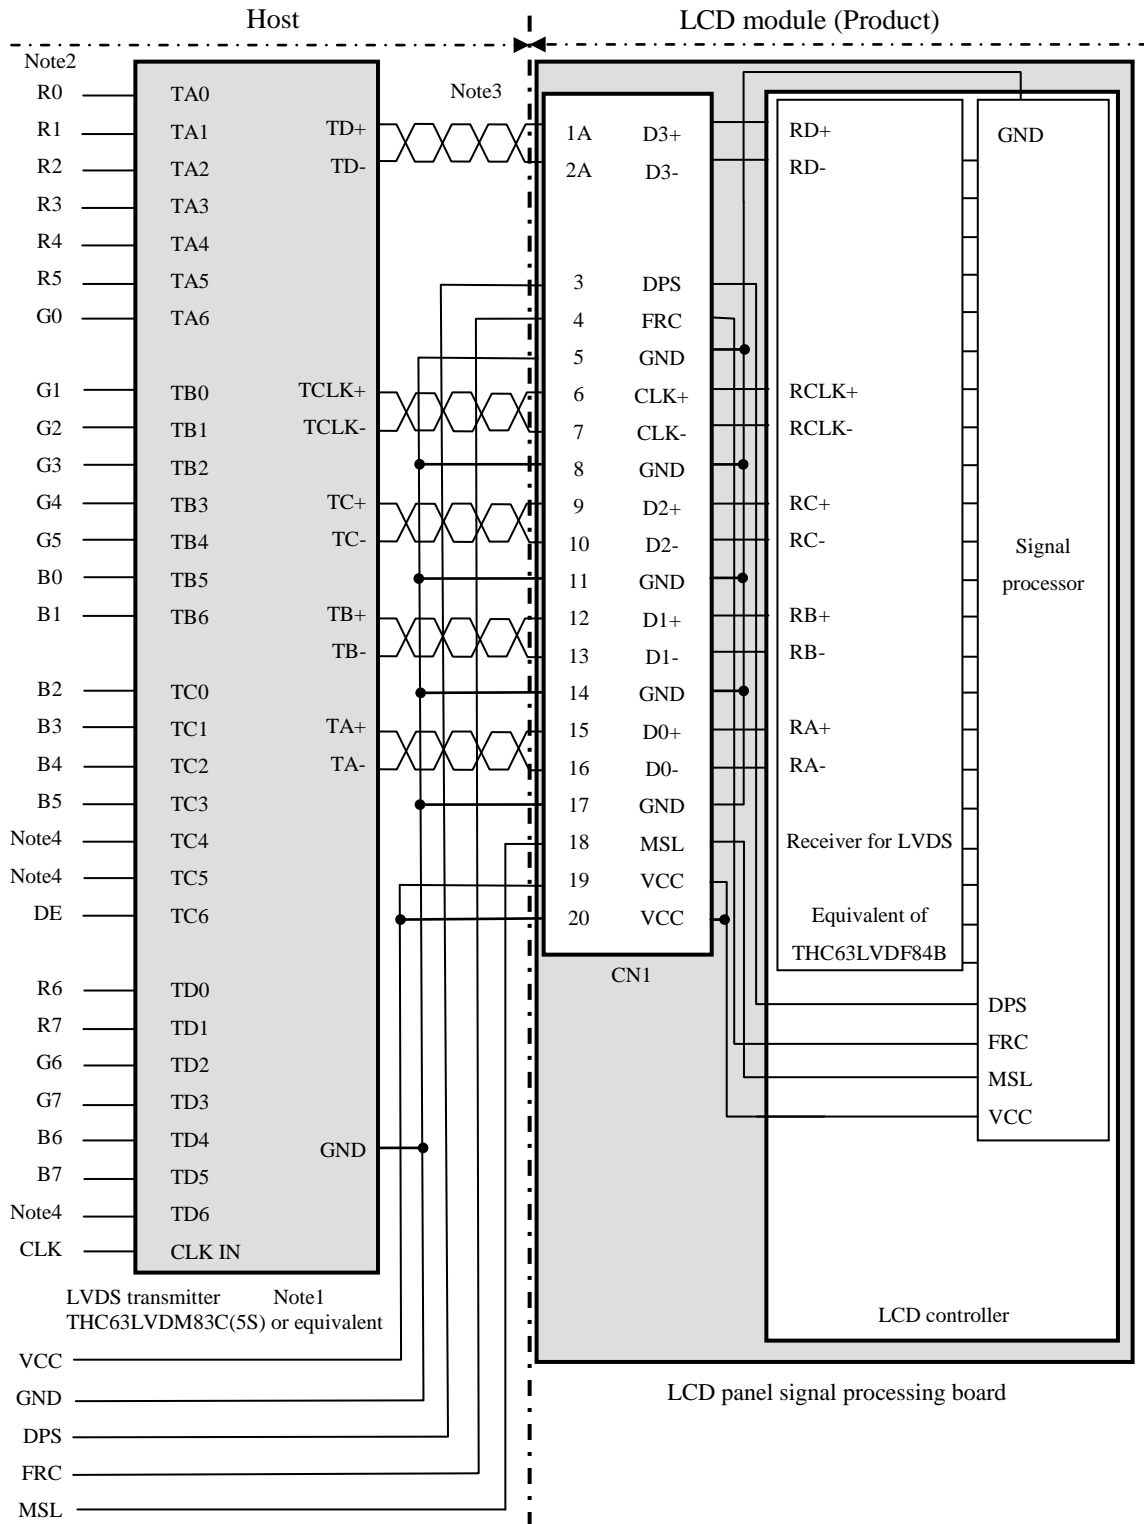 Host
LCD module (Product)
Note2
Note3
R0
R1
R2
R3
R4
R5
G0
G1
G2
G3
G4
G5
B0
B1
B2
B3
B4
B5
Note4
Note4
DE
R6
R7
G6
G7
B6
B7
Note4
CLK
TA0
TA1
TA2
TA3
TA4
TA5
TA6
TB0
TB1
TB2
TB3
TB4
TB5
TB6
TC0
TC1
TC2
TC3
TC4
TC5
TC6
TD0
TD1
TD2
TD3
TD4
TD5
TD6
CLK IN
TD+
TD-
TCLK+
TCLK-
TC+
TC-
TB+
TB-
TA+
TA-
GND
1A D3+
2A D3-
3 DPS
4 FRC
5 GND
6 CLK+
7 CLK-
8 GND
9 D2+
10 D2-
11 GND
12 D1+
13 D1-
14 GND
15 D0+
16 D0-
17 GND
18 MSL
19 VCC
20 VCC
CN1
RD+
RD-
RCLK+
RCLK-
RC+
RC-
RB+
RB-
RA+
RA-
Receiver for LVDS
Equivalent of
THC63LVDF84B
GND
Signal
processor
DPS
FRC
MSL
VCC
LCD controller
LCD panel signal processing board
LVDS transmitter Note1
THC63LVDM83C(5S) or equivalent
VCC
GND
DPS
FRC
MSL